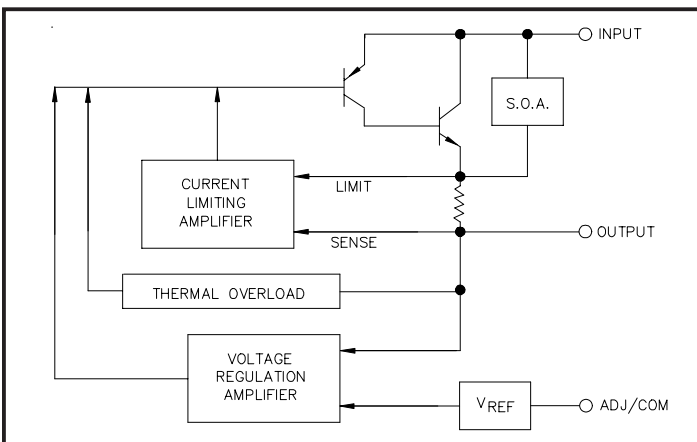 INPUT
S.O.A.
CURRENT
LIMITING
AMPLIFIER
LIMIT
SENSE
OUTPUT
THERMAL OVERLOAD
VOLTAGE
REGULATION
AMPLIFIER
VREF
ADJ/COM